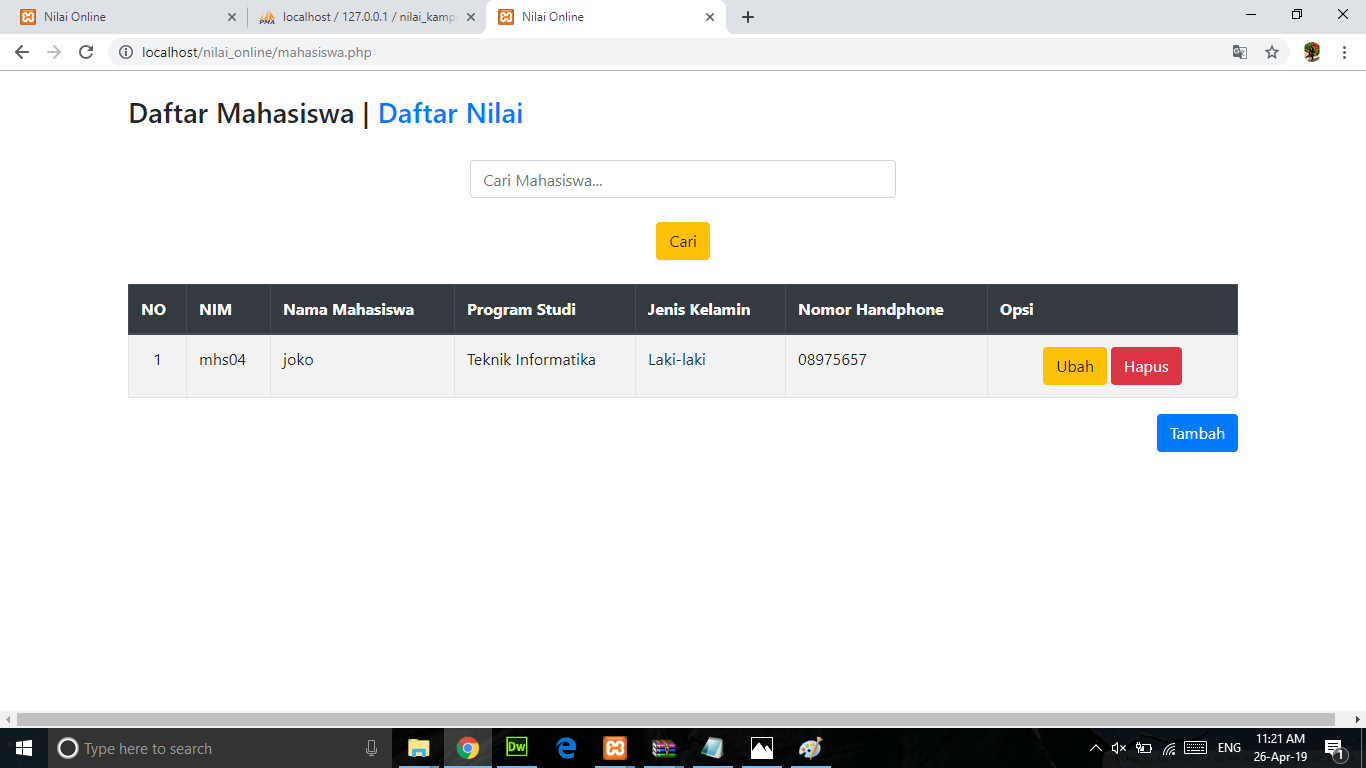 Nilai Online
localhost / 127.0.0.1 / nilai_kamp
Nilai Online
localhost/nilai_online/mahasiswa.php
Daftar Mahasiswa | Daftar Nilai
Cari Mahasiswa...
Cari
NO NIM Nama Mahasiswa Program Studi Jenis Kelamin Nomor Handphone Opsi
1 mhs04 joko Teknik Informatika Laki-laki 08975657 Ubah Hapus
Tambah
Type here to search
Dw
ENG
11:21 AM
26-Apr-19
1